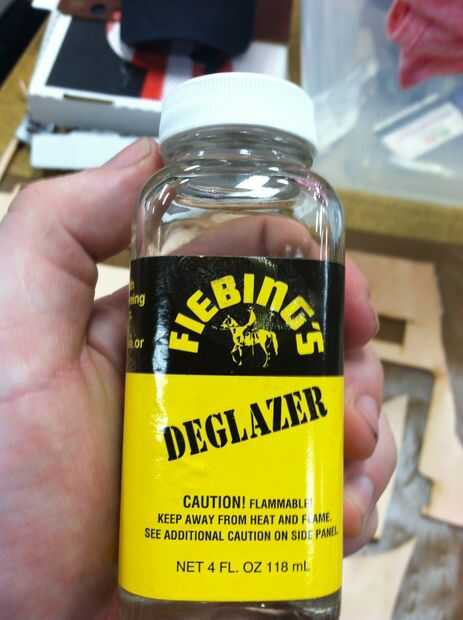 FIEBING'S
DEGLAZER
CAUTION! FLAMMABLE!
KEEP AWAY FROM HEAT AND FLAME.
SEE ADDITIONAL CAUTION ON SIDE PANEL.
NET 4 FL. OZ 118 mL